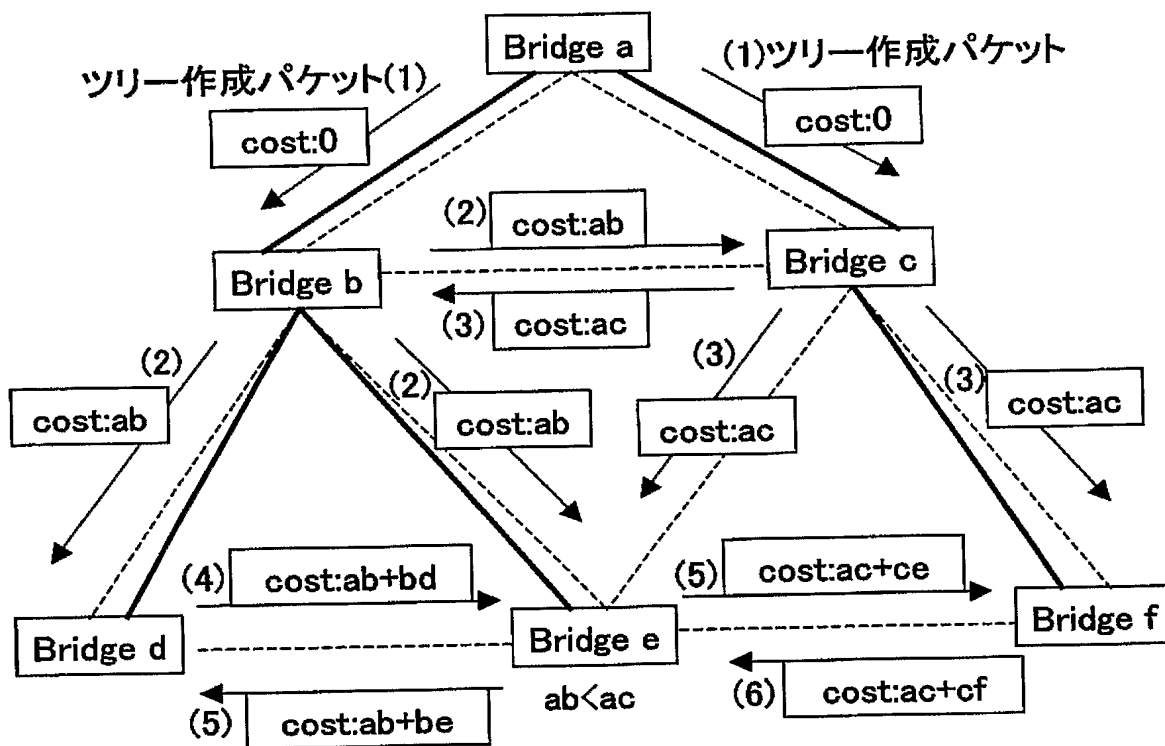 Bridge a
ツリー作成パケット(1)
(1)ツリー作成パケット
cost:0
cost:0
(2)
cost:ab
Bridge b
Bridge c
(3)
cost:ac
(2)
cost:ab
(2)
cost:ab
(3)
cost:ac
(3)
cost:ac
(4)
cost:ab+bd
(5)
cost:ac+ce
Bridge d
Bridge e
Bridge f
(5)
cost:ab+be
ab<ac
(6)
cost:ac+cf